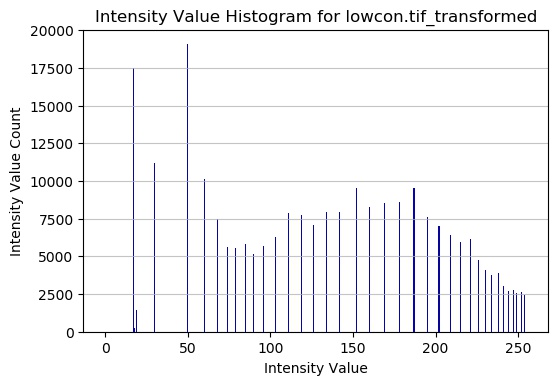 Intensity Value Histogram for lowcon.tif_transformed
20000
17500
15000
12500
10000
7500
5000
2500
0
Intensity Value Count
0 50 100 150 200 250
Intensity Value